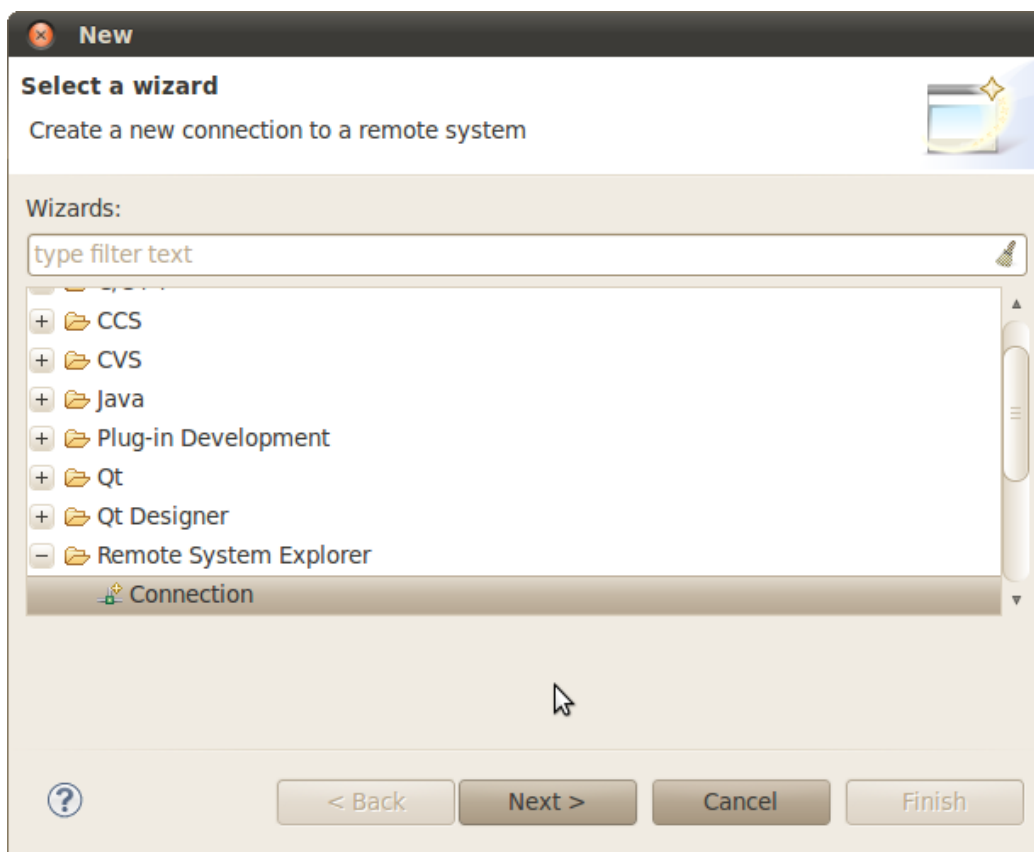 New
Select a wizard
Create a new connection to a remote system
Wizards:
type filter text
CCS
CVS
Java
Plug-in Development
Qt
Qt Designer
Remote System Explorer
Connection
< Back Next > Cancel Finish